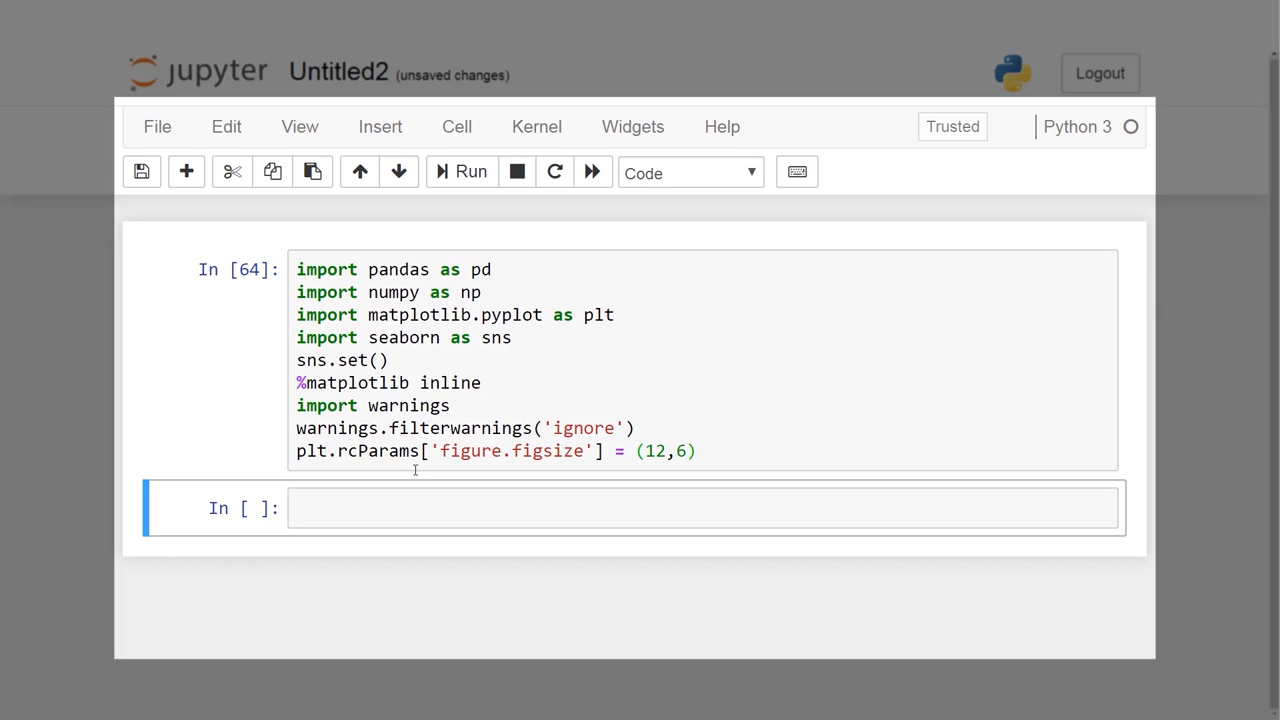 jupyter Untitled2 (unsaved changes) Logout
File Edit View Insert Cell Kernel Widgets Help Trusted Python 3
Run Code
In [64]: import pandas as pd
import numpy as np
import matplotlib.pyplot as plt
import seaborn as sns
sns.set()
%matplotlib inline
import warnings
warnings.filterwarnings('ignore')
plt.rcParams['figure.figsize'] = (12,6)
In [ ]: